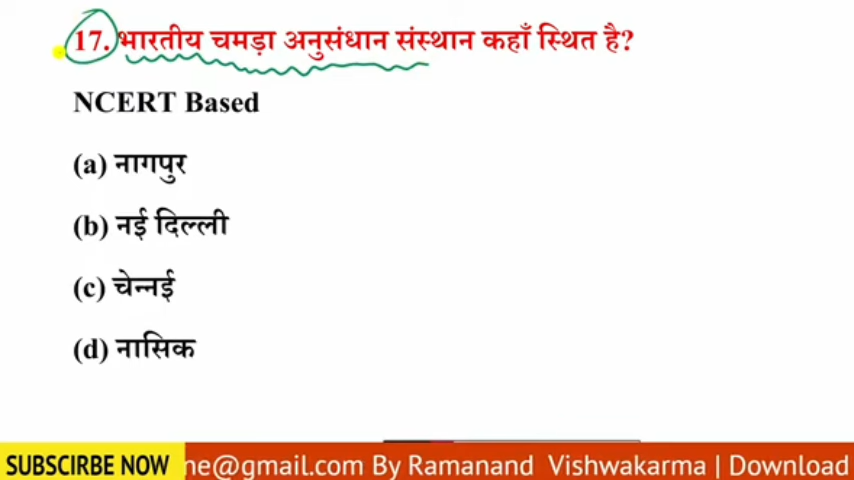 17. भारतीय चमड़ा अनुसंधान संस्थान कहाँ स्थित है?
NCERT Based
(a) नागपुर
(b) नई दिल्ली
(c) चेन्नई
(d) नासिक
SUBSCIRBE NOW ne@gmail.com By Ramanand Vishwakarma | Download